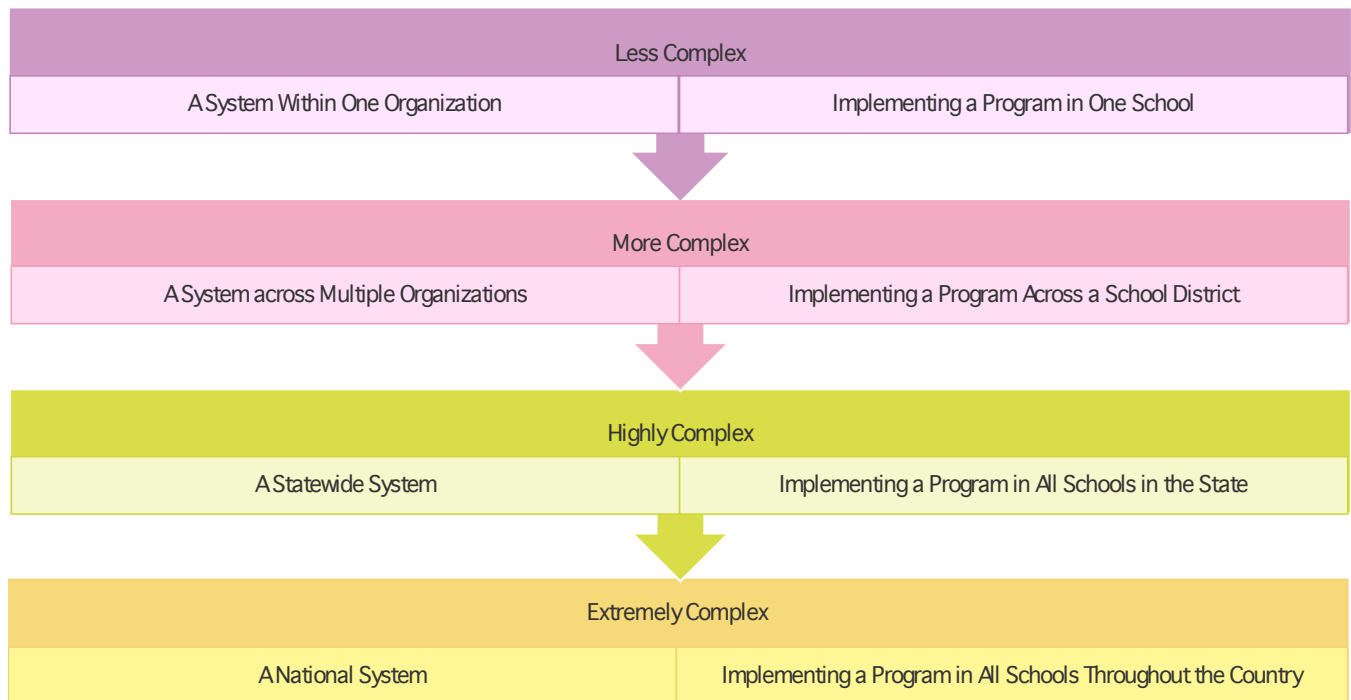 Less Complex
A System Within One Organization
Implementing a Program in One School
More Complex
A System across Multiple Organizations
Implementing a Program Across a School District
Highly Complex
A Statewide System
Implementing a Program in All Schools in the State
Extremely Complex
A National System
Implementing a Program in All Schools Throughout the Country